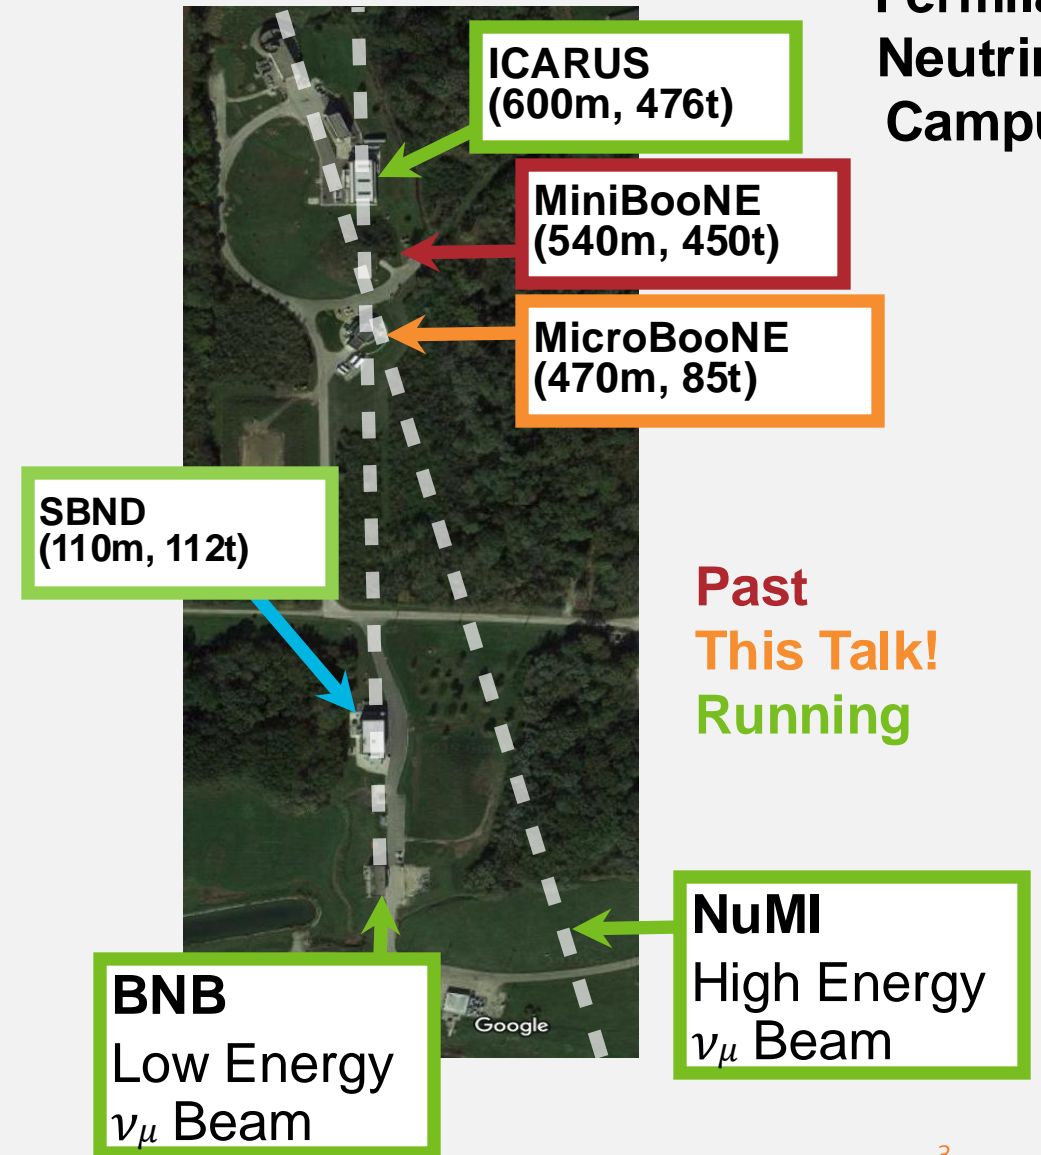 Neutri
Camp
ICARUS
(600m, 476t)
MiniBooNE
(540m, 450t)
MicroBooNE
(470m, 85t)
SBND
(110m, 112t)
Past
This Talk!
Running
NuMI
High Energy
νμ Beam
BNB
Low Energy
νμ Beam
Google
3